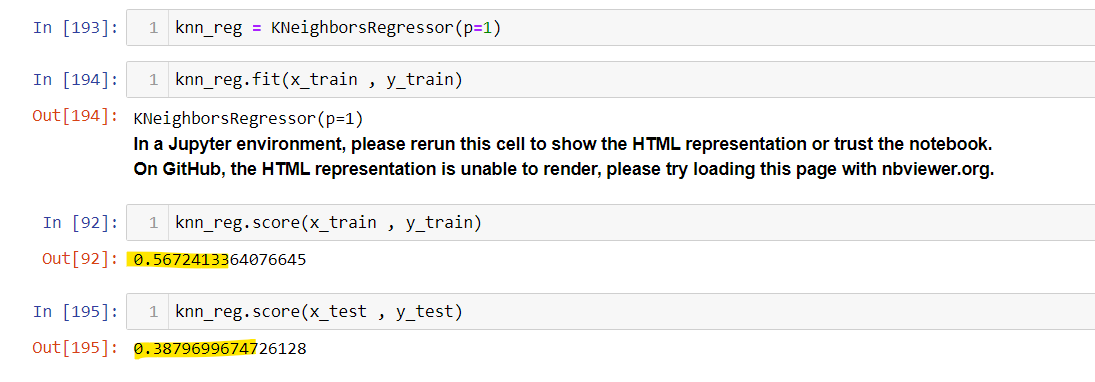 In [193]: 1 knn_reg = KNeighborsRegressor(p=1)
In [194]: 1 knn_reg.fit(x_train , y_train)
Out[194]: KNeighborsRegressor(p=1)
In a Jupyter environment, please rerun this cell to show the HTML representation or trust the notebook.
On GitHub, the HTML representation is unable to render, please try loading this page with nbviewer.org.
In [92]: 1 knn_reg.score(x_train , y_train)
Out[92]: 0.5672413364076645
In [195]: 1 knn_reg.score(x_test , y_test)
Out[195]: 0.3879699674726128